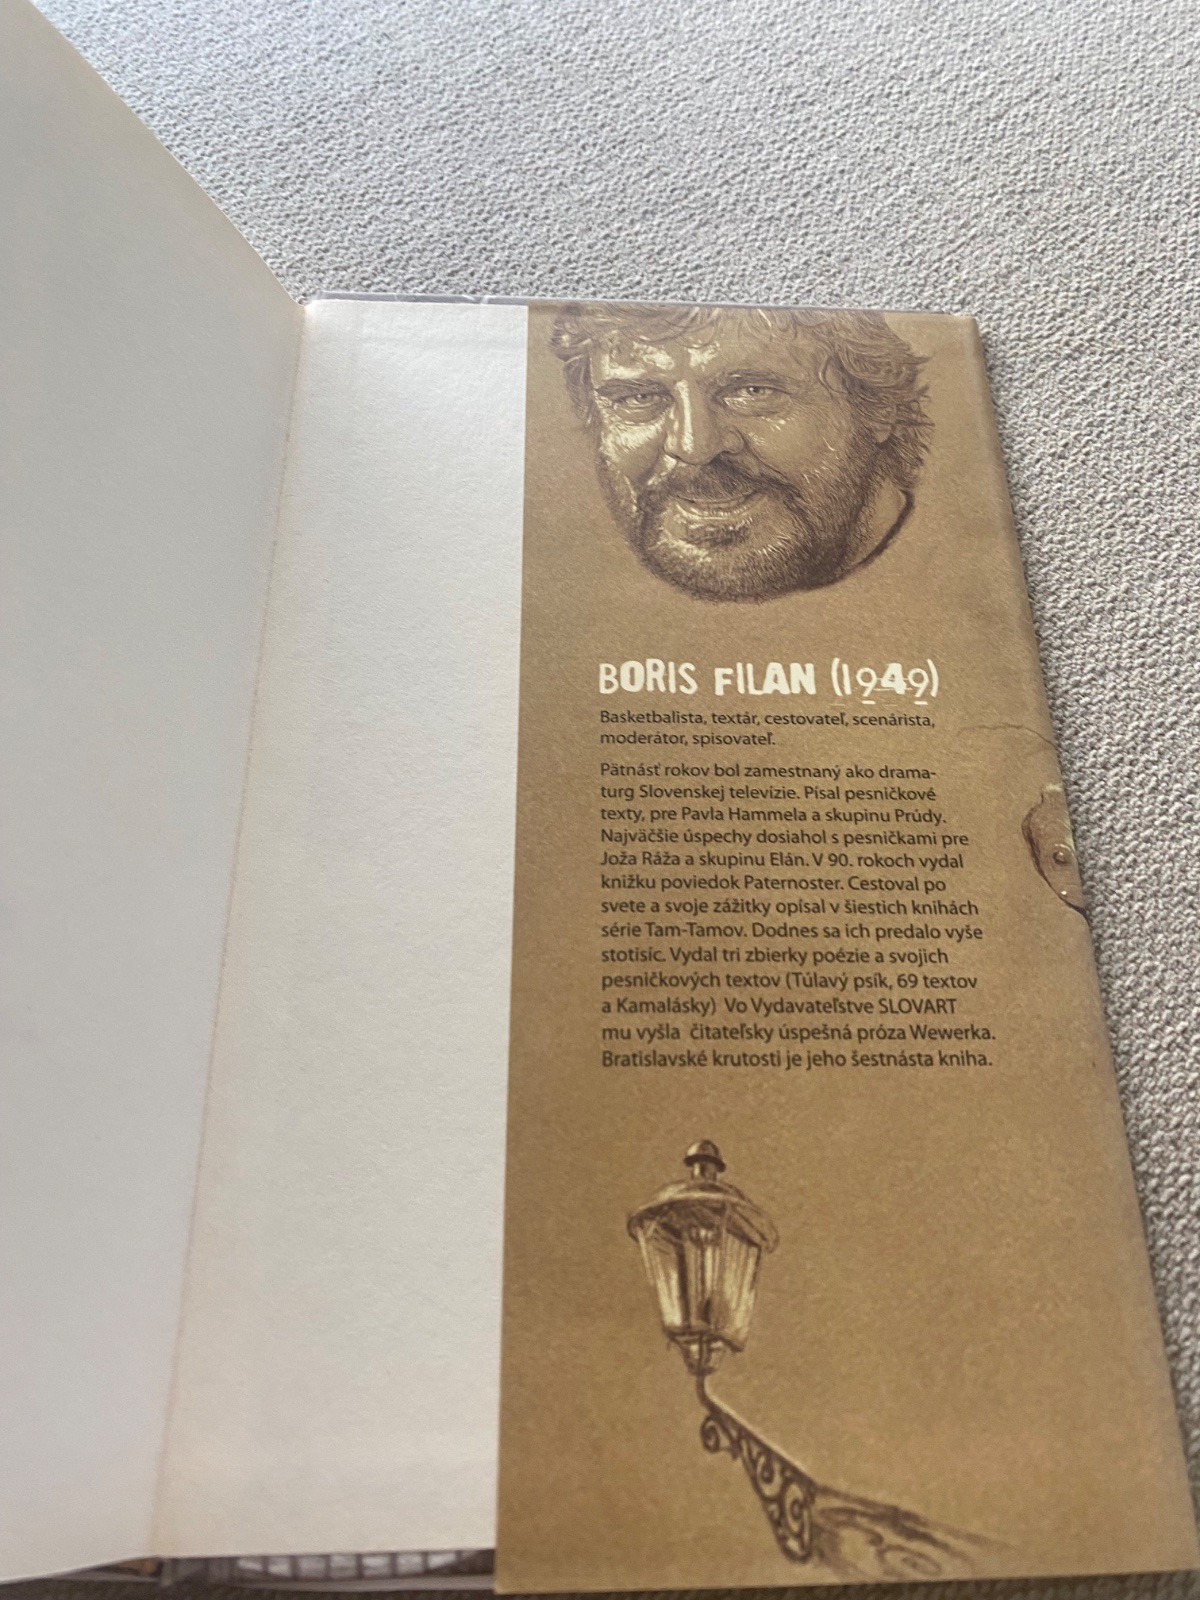 BORIS FILAN (1949)
Basketbalista, textár, cestovateľ, scenárista,
moderátor, spisovateľ.
Pätnásť rokov bol zamestnaný ako drama-
turg Slovenskej televízie. Písal pesničkové
texty, pre Pavla Hammela a skupinu Prúdy.
Najväčšie úspechy dosiahol s pesničkami pre
Joža Ráža a skupinu Elán. V 90. rokoch vydal
knižku poviedok Paternoster. Cestoval po
svete a svoje zážitky opísal v šiestich knihách
série Tam-Tamov. Dodnes sa ich predalo vyše
stotisíc. Vydal tri zbierky poézie a svojich
pesničkových textov (Túlavý psík, 69 textov
a Kamalásky) Vo Vydavateľstve SLOVART
mu vyšla čitateľsky úspešná próza Wewerka.
Bratislavské krutosti je jeho šestnásta kniha.